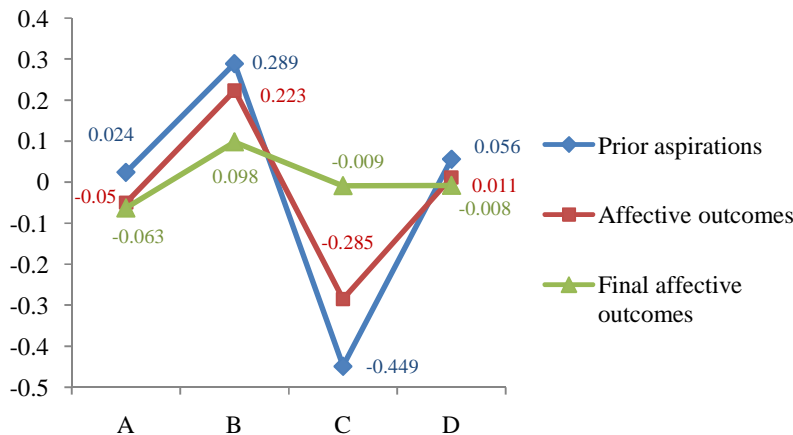 0.4
0.3
0.2
0.1
0
-0.1
-0.2
-0.3
-0.4
-0.5
A
B
C
D
0.024
0.289
-0.449
0.056
-0.05
0.223
-0.285
0.011
-0.063
0.098
-0.009
-0.008
Prior aspirations
Affective outcomes
Final affective
outcomes